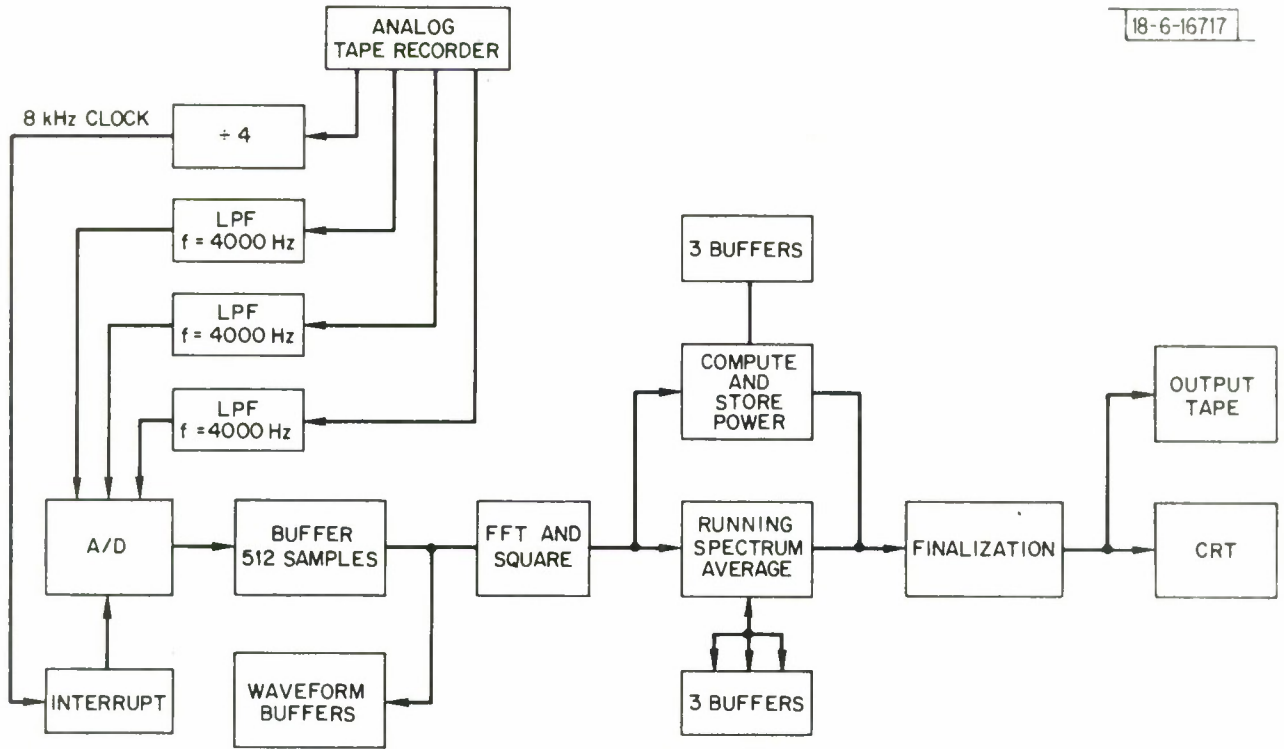 18-6-16717
ANALOG
TAPE RECORDER
8 kHz CLOCK
÷ 4
LPF
f = 4000 Hz
LPF
f = 4000 Hz
LPF
f = 4000 Hz
3 BUFFERS
COMPUTE
AND
STORE
POWER
OUTPUT
TAPE
A/D
BUFFER
512 SAMPLES
FFT AND
SQUARE
RUNNING
SPECTRUM
AVERAGE
FINALIZATION
CRT
INTERRUPT
WAVEFORM
BUFFERS
3 BUFFERS